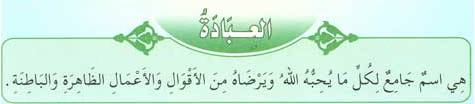 العِبَادَةُ
هِيَ اسْمٌ جَامِعٌ لِكُلِّ مَا يُحِبُّهُ اللهُ وَيَرْضَاهُ مِنَ الأَقْوَالِ وَالأَعْمَالِ الظَّاهِرَةِ وَالبَاطِنَةِ.